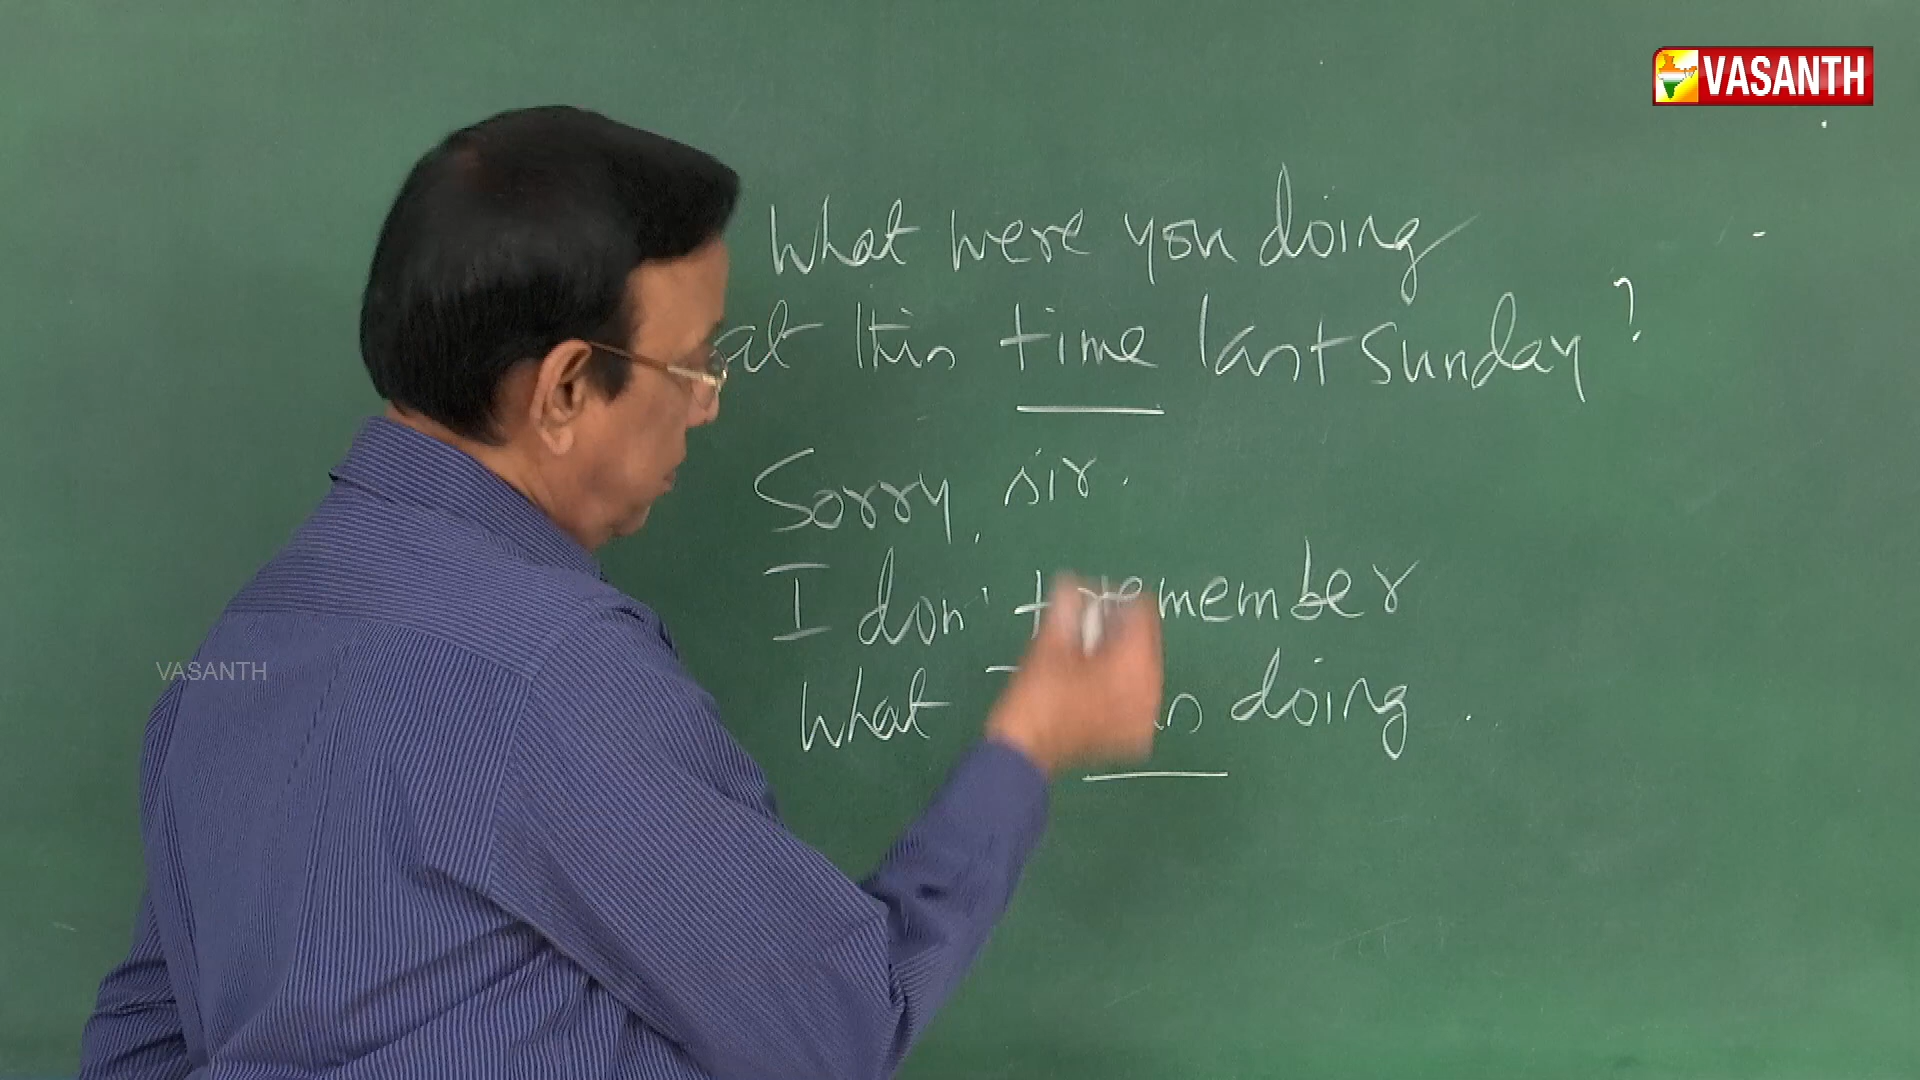 VASANTH
What were you doing
at this time last sunday?
Sorry, sir.
I don't remember
What doing.
VASANTH